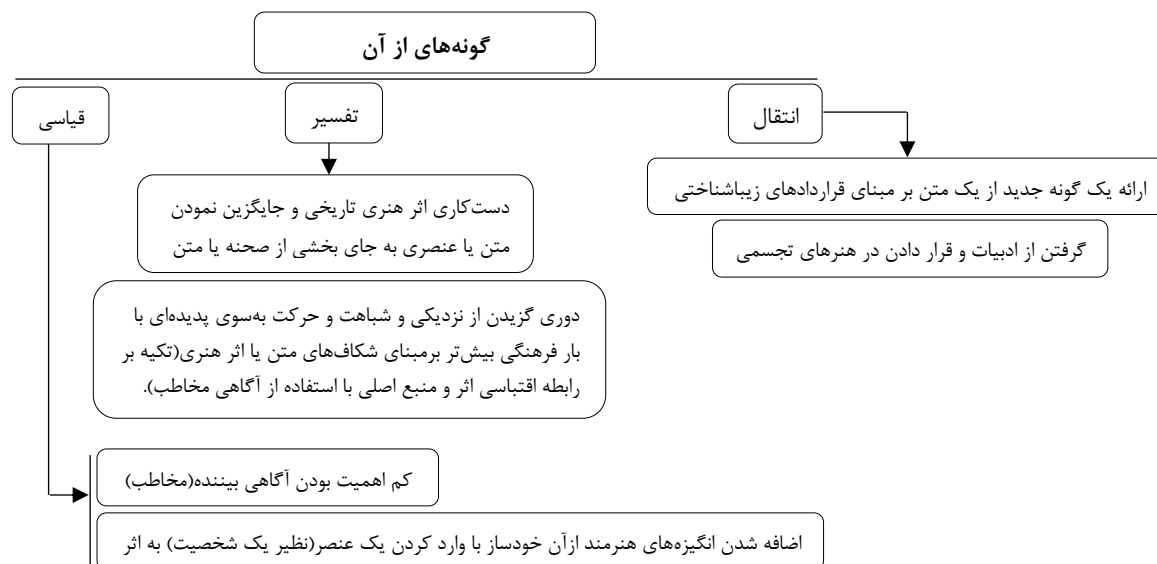 گونه‌های از آن
انتقال
تفسیر
قیاسی
ارائه یک گونه جدید از یک متن بر مبنای قراردادهای زیباشناختی
گرفتن از ادبیات و قرار دادن در هنرهای تجسمی
دست‌کاری اثر هنری تاریخی و جایگزین نمودن
متن یا عنصری به جای بخشی از صحنه یا متن
دوری گزیدن از نزدیکی و شباهت و حرکت به‌سوی پدیده‌ای با
بار فرهنگی بیش‌تر برمبنای شکاف‌های متن یا اثر هنری(تکیه بر
رابطه اقتباسی اثر و منبع اصلی با استفاده از آگاهی مخاطب).
کم اهمیت بودن آگاهی بیننده(مخاطب)
اضافه شدن انگیزه‌های هنرمند ازآن خودساز با وارد کردن یک عنصر(نظیر یک شخصیت) به اثر